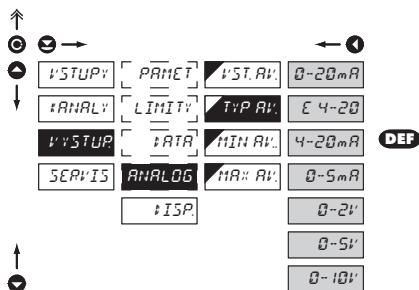 VSTUPY PAMET VST. AV. 0-20mA
KANALY LIMITY TYP AV. E 4-20
VYSTUP. DATA MIN AV. 4-20mA DEF
SERVIS ANALOG MAX AV. 0-5mA
DISP. 0-2V
0-5V
0-10V